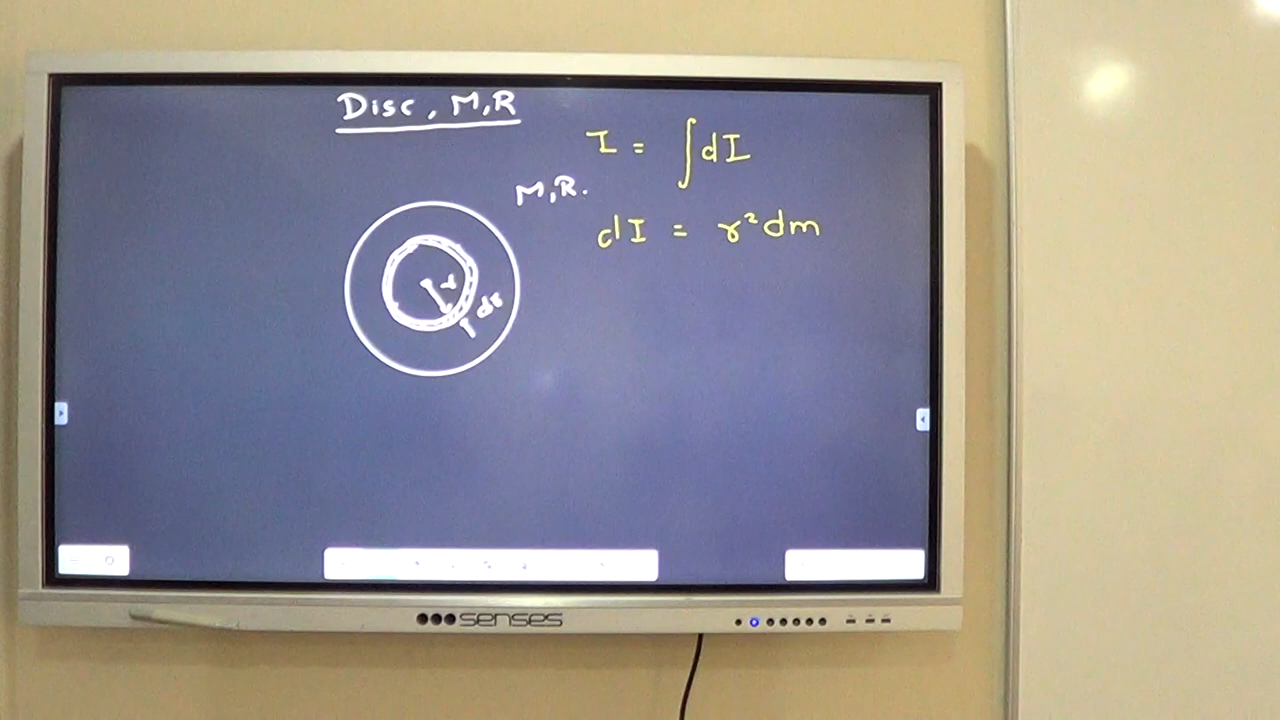 Disc, M,R
I = ∫dI
M,R.
dI = r²dm
r
dr
senses